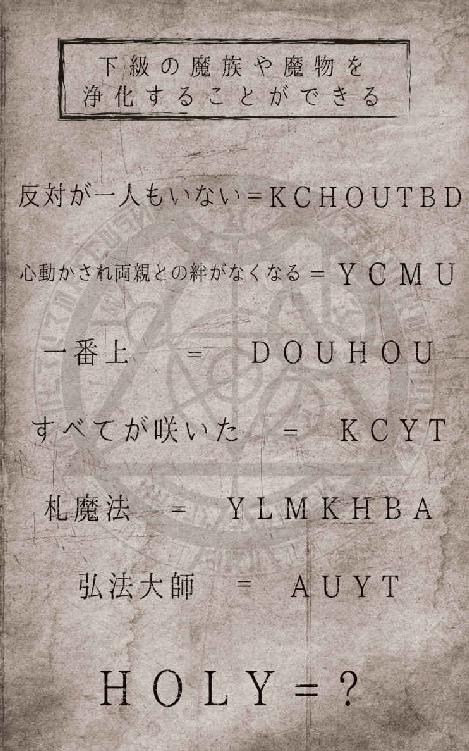 下級の魔族や魔物を
浄化することができる
反対が一人もいない=KCHOUTBD
心動かされ両親との絆がなくなる=YCMU
一番上=DOUHOU
すべてが咲いた=KCYT
札魔法=YLMKHBA
弘法大師=AUYT
HOLY=?